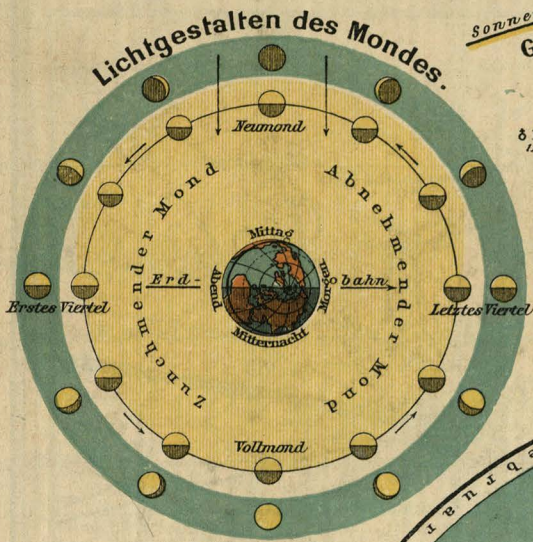 Lichtgestalten des Mondes.
Sonne
G
Neumond
Zunehmender Mond
Abnehmender Mond
Mittag
Erd-
Abend
Morgen
bahn
Mitternacht
Erstes Viertel
Letztes Viertel
Vollmond
ebruar